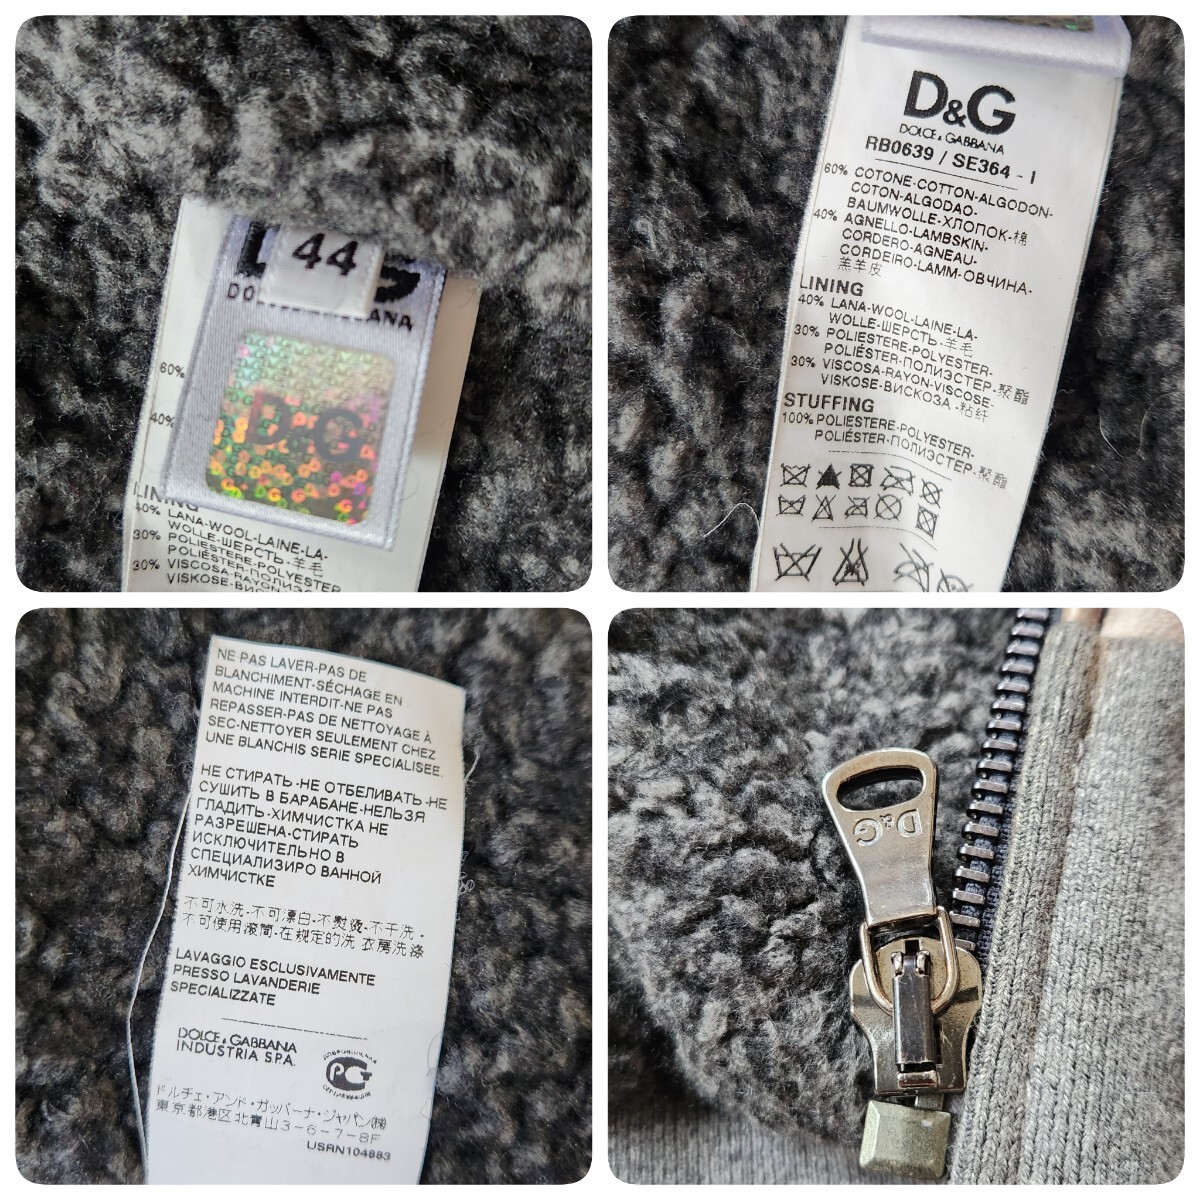 44
60%
40%
D&G
LINING
40% LANA-WOOL-LAINE-LA-
WOLLE-ШЕРСТЬ-羊毛
30% POLIESTERE-POLYESTER
POLIÉSTER-ПОЛИЭС
30% VISCOSA-RAYON
VISKOSE-ВИС
D&G
DOLCE & GABBANA
RB0639 / SE364 - I
60% COTONE-COTTON-ALGODON-
COTON-ALGODAO-
BAUMWOLLE-ХЛОПОК-棉
40% AGNELLO-LAMBSKIN-
CORDERO-AGNEAU-
CORDEIRO-LAMM-ОВЧИНА-
羔羊皮
LINING
40% LANA-WOOL-LAINE-LA-
WOLLE-ШЕРСТЬ-羊毛
30% POLIESTERE-POLYESTER-
POLIÉSTER-ПОЛИЭСТЕР-聚酯
30% VISCOSA-RAYON-VISCOSE-
VISKOSE-ВИСКОЗА-粘纤
STUFFING
100% POLIESTERE-POLYESTER-
POLIÉSTER-ПОЛИЭСТЕР-聚酯
NE PAS LAVER-PAS DE
BLANCHIMENT-SÉCHAGE EN
MACHINE INTERDIT-NE PAS
REPASSER-PAS DE NETTOYAGE À
SEC-NETTOYER SEULEMENT CHEZ
UNE BLANCHIS SERIE SPECIALISEE.
НЕ СТИРАТЬ-НЕ ОТБЕЛИВАТЬ-НЕ
СУШИТЬ В БАРАБАНЕ-НЕЛЬЗЯ
ГЛАДИТЬ-ХИМЧИСТКА НЕ
РАЗРЕШЕНА-СТИРАТЬ
ИСКЛЮЧИТЕЛЬНО В
СПЕЦИАЛИЗИРО ВАННОЙ
ХИМЧИСТКЕ
不可水洗-不可漂白-不熨烫-不干洗-
不可使用滚筒-在规定的洗 衣房洗涤
LAVAGGIO ESCLUSIVAMENTE
PRESSO LAVANDERIE
SPECIALIZZATE
DOLCE & GABBANA
INDUSTRIA S.P.A.
ドルチェ・アンド・ガッバーナ・ジャパン㈱
東京都港区北青山3-6-7-8F
USRN104883
D&G